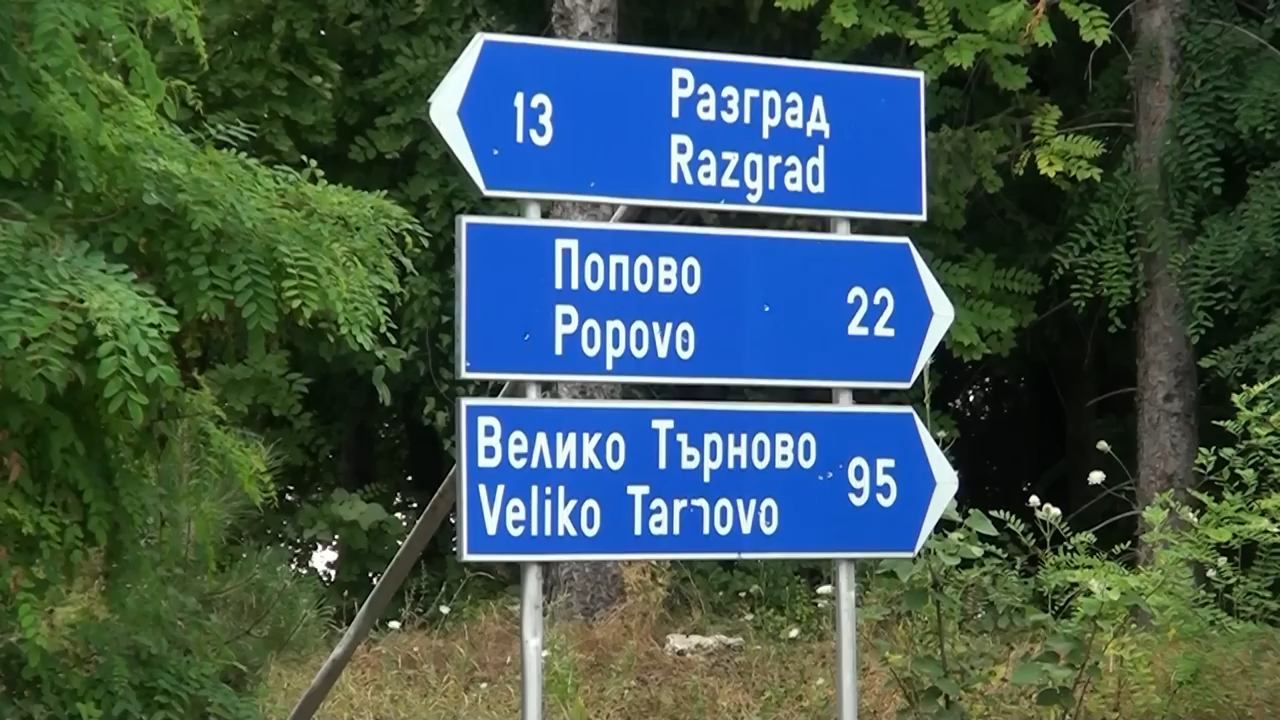 13 Разград
Razgrad
Попово
Popovo 22
Велико Търново
Veliko Tarnovo 95